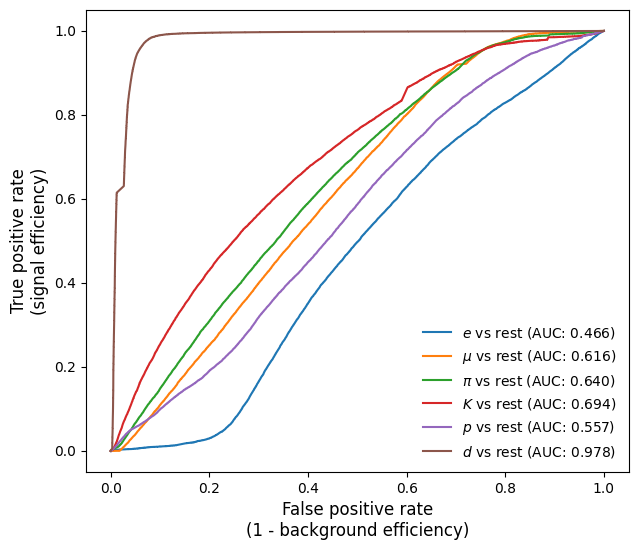 1.0
0.8
0.6
0.4
0.2
0.0
True positive rate
(signal efficiency)
e vs rest (AUC: 0.466)
μ vs rest (AUC: 0.616)
π vs rest (AUC: 0.640)
K vs rest (AUC: 0.694)
p vs rest (AUC: 0.557)
d vs rest (AUC: 0.978)
0.0 0.2 0.4 0.6 0.8 1.0
False positive rate
(1 - background efficiency)